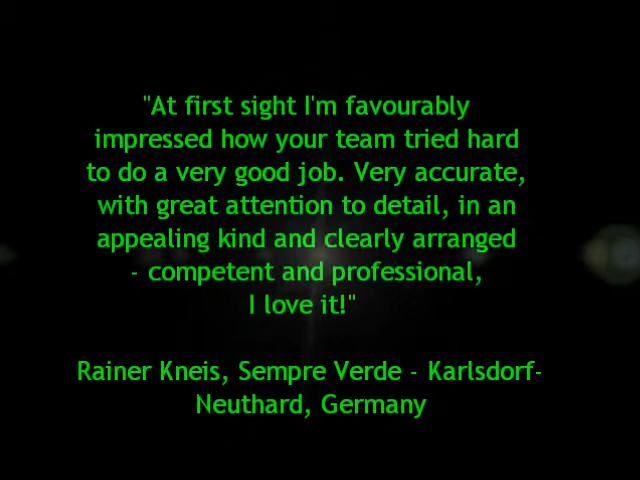 "At first sight I'm favourably
impressed how your team tried hard
to do a very good job. Very accurate,
with great attention to detail, in an
appealing kind and clearly arranged
- competent and professional,
I love it!"
Rainer Kneis, Sempre Verde - Karlsdorf-
Neuthard, Germany